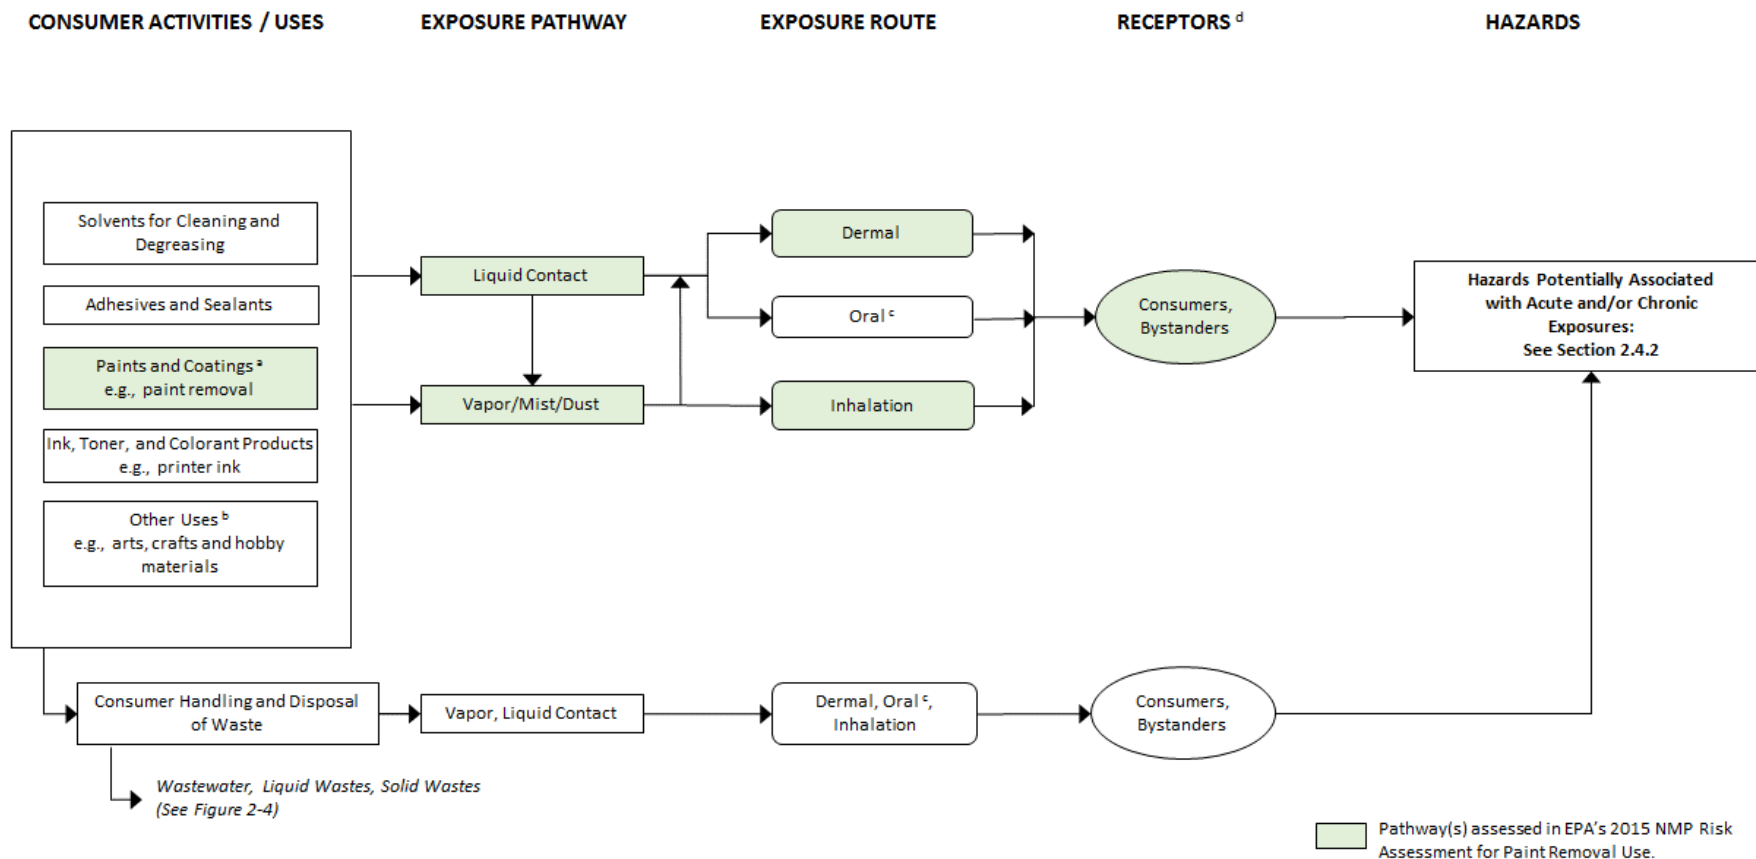 CONSUMER ACTIVITIES / USES
EXPOSURE PATHWAY
EXPOSURE ROUTE
RECEPTORS ᵈ
HAZARDS
Solvents for Cleaning and
Degreasing
Adhesives and Sealants
Paints and Coatings ᵃ
e.g., paint removal
Ink, Toner, and Colorant Products
e.g., printer ink
Other Uses ᵇ
e.g., arts, crafts and hobby
materials
Liquid Contact
Vapor/Mist/Dust
Dermal
Oral ᶜ
Inhalation
Consumers,
Bystanders
Hazards Potentially Associated
with Acute and/or Chronic
Exposures:
See Section 2.4.2
Consumer Handling and Disposal
of Waste
Vapor, Liquid Contact
Dermal, Oral ᶜ,
Inhalation
Consumers,
Bystanders
Wastewater, Liquid Wastes, Solid Wastes
(See Figure 2-4)
Pathway(s) assessed in EPA's 2015 NMP Risk
Assessment for Paint Removal Use.